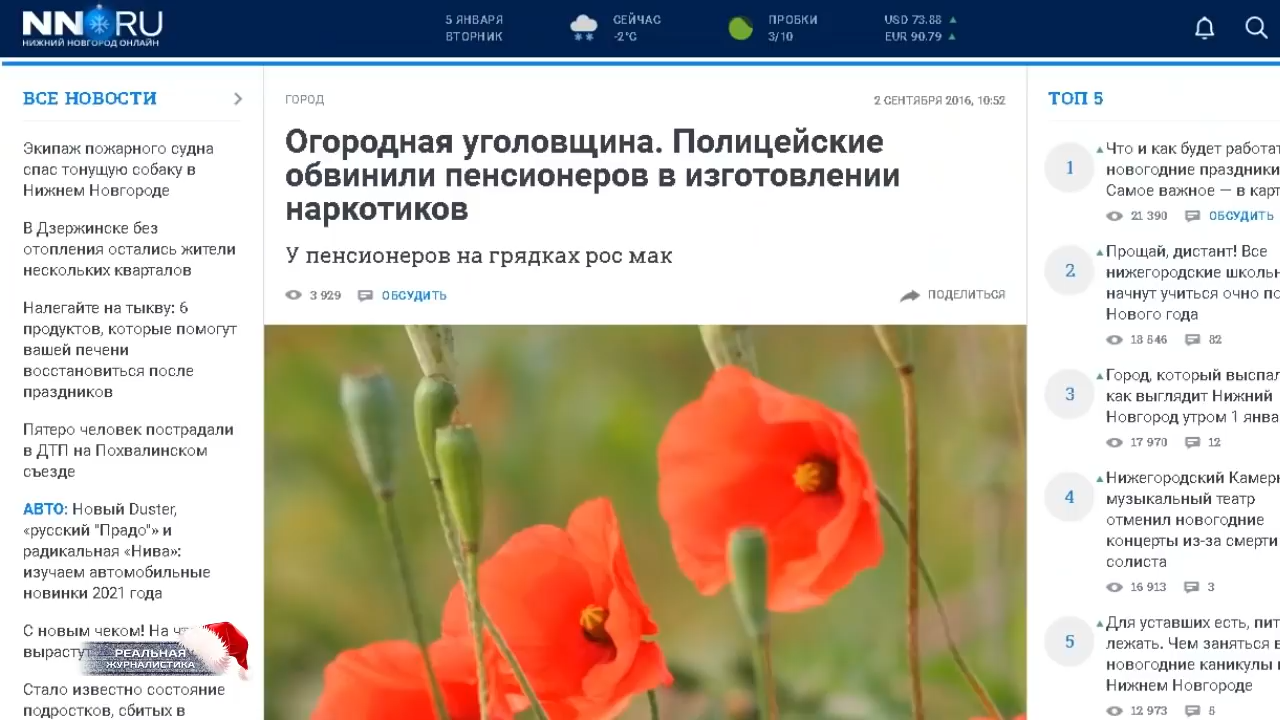 NN RU
НИЖНИЙ НОВГОРОД ОНЛАЙН
5 ЯНВАРЯ
ВТОРНИК
СЕЙЧАС
-2°C
ПРОБКИ
3/10
USD 73.88
EUR 90.79
ВСЕ НОВОСТИ
Экипаж пожарного судна
спас тонущую собаку в
Нижнем Новгороде
В Дзержинске без
отопления остались жители
нескольких кварталов
Налегайте на тыкву: 6
продуктов, которые помогут
вашей печени
восстановиться после
праздников
Пятеро человек пострадали
в ДТП на Похвалинском
съезде
АВТО: Новый Duster,
«русский "Прадо"» и
радикальная «Нива»:
изучаем автомобильные
новинки 2021 года
С новым чеком! На
РЕАЛЬНАЯ
ЖУРНАЛИСТИКА
Стало известно состояние
подростков, сбитых в
ГОРОД
2 СЕНТЯБРЯ 2016, 10:52
Огородная уголовщина. Полицейские
обвинили пенсионеров в изготовлении
наркотиков
У пенсионеров на грядках рос мак
3 929 ОБСУДИТЬ
ПОДЕЛИТЬСЯ
ТОП 5
1
Что и как будет работат
новогодние праздники
Самое важное — в карт
21 390 ОБСУДИТЬ
2
Прощай, дистант! Все
нижегородские школьн
начнут учиться очно по
Нового года
18 846 82
3
Город, который выспал
как выглядит Нижний
Новгород утром 1 янва
17 970 12
4
Нижегородский Камерн
музыкальный театр
отменил новогодние
концерты из-за смерти
солиста
16 913 3
5
Для уставших есть, пит
лежать. Чем заняться в
новогодние каникулы
Нижнем Новгороде
12 973 5